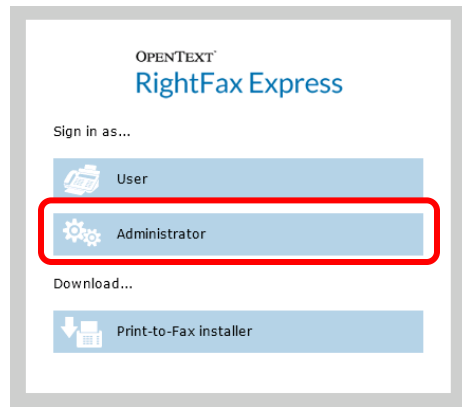 OPENTEXT
RightFax Express
Sign in as...
User
Administrator
Download...
Print-to-Fax installer